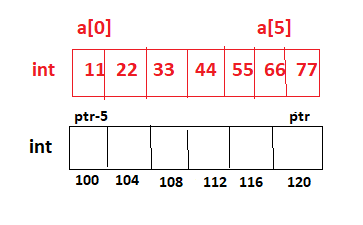 a[0] a[5]
int 11 22 33 44 55 66 77
ptr-5 ptr
int
100 104 108 112 116 120